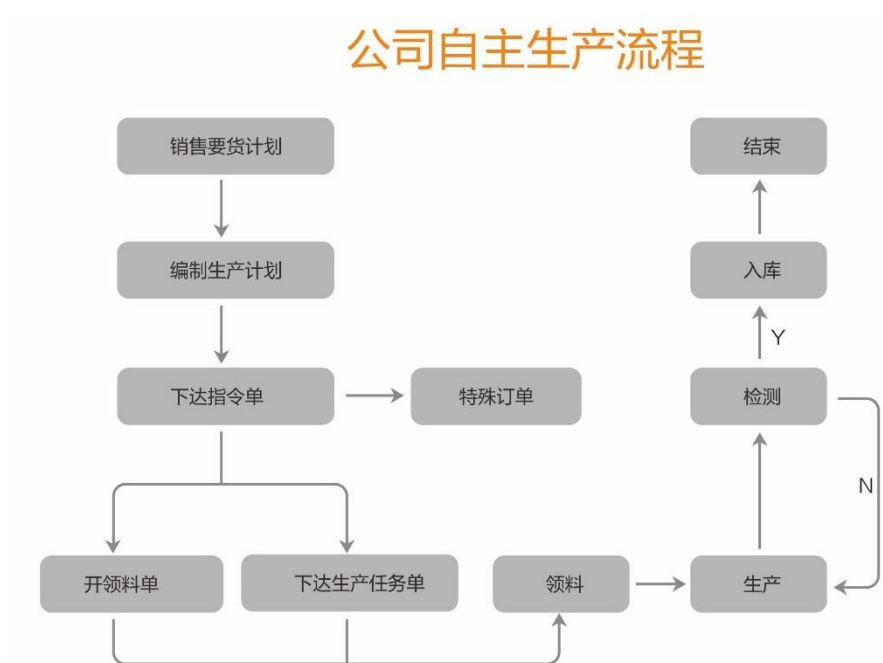 公司自主生产流程
销售要货计划
编制生产计划
下达指令单
特殊订单
开领料单
下达生产任务单
领料
生产
检测
N
Y
入库
结束